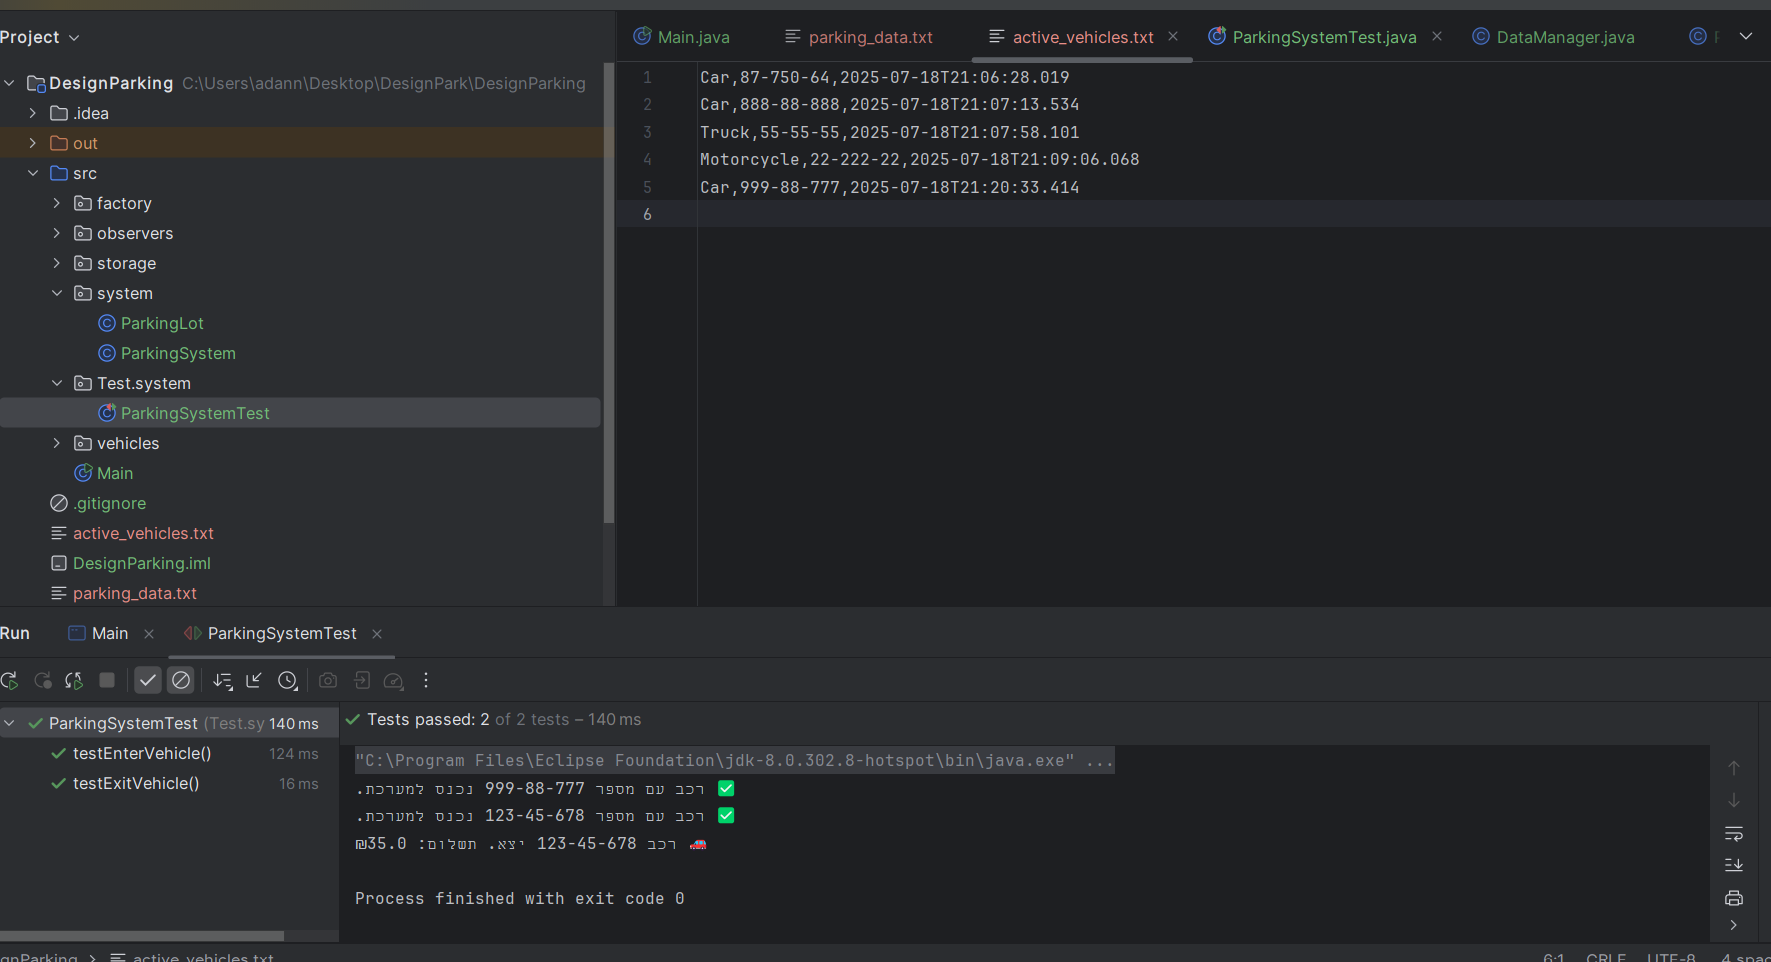 Project
Main.java
parking_data.txt
active_vehicles.txt
ParkingSystemTest.java
DataManager.java
DesignParking C:\Users\adann\Desktop\DesignPark\DesignParking
.idea
out
src
factory
observers
storage
system
ParkingLot
ParkingSystem
Test.system
ParkingSystemTest
vehicles
Main
.gitignore
active_vehicles.txt
DesignParking.iml
parking_data.txt
1 Car,87-750-64,2025-07-18T21:06:28.019
2 Car,888-88-888,2025-07-18T21:07:13.534
3 Truck,55-55-55,2025-07-18T21:07:58.101
4 Motorcycle,22-222-22,2025-07-18T21:09:06.068
5 Car,999-88-777,2025-07-18T21:20:33.414
6
Run Main ParkingSystemTest
ParkingSystemTest (Test.sy 140 ms
testEnterVehicle() 124 ms
testExitVehicle() 16 ms
Tests passed: 2 of 2 tests – 140 ms
"C:\Program Files\Eclipse Foundation\jdk-8.0.302.8-hotspot\bin\java.exe" ...
✅ רכב עם מספר 999-88-777 נכנס למערכת.
✅ רכב עם מספר 123-45-678 נכנס למערכת.
🚗 רכב 123-45-678 יצא. תשלום: 35.0₪
Process finished with exit code 0
gnParking > active_vehicles.txt
6:1 CRLF UTF-8 4 spac